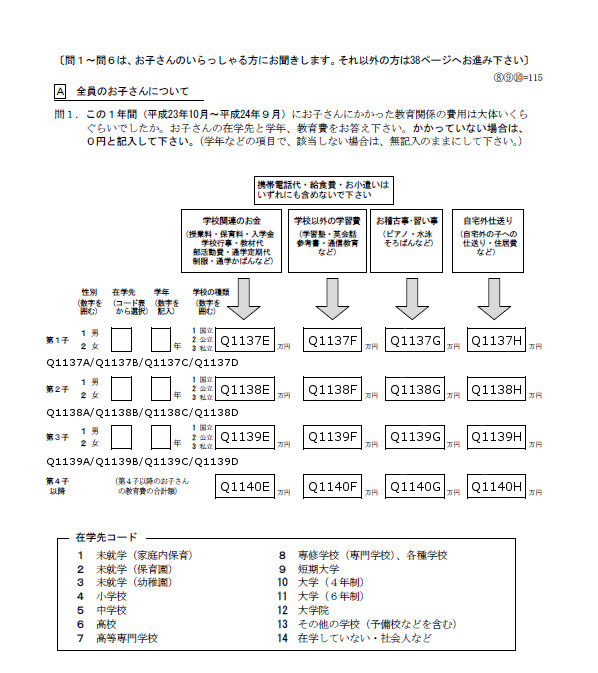 〔問１～問６は、お子さんのいらっしゃる方にお聞きします。それ以外の方は38ページへお進み下さい〕
⑧⑨⑩=115
A 全員のお子さんについて
問１．この１年間（平成23年10月～平成24年９月）にお子さんにかかった教育関係の費用は大体いくら
ぐらいでしたか。お子さんの在学先と学年、教育費をお答え下さい。かかっていない場合は、
０円と記入して下さい。（学年などの項目で、該当しない場合は、無記入のままにして下さい。）
携帯電話代・給食費・お小遣いは
いずれにも含めないで下さい
学校関連のお金
（授業料・保育料・入学金
学校行事・教材代
部活動費・通学定期代
制服・通学かばんなど）
学校以外の学習費
（学習塾・英会話
参考書・通信教育
など）
お稽古事・習い事
（ピアノ・水泳
そろばんなど）
自宅外仕送り
（自宅外の子への
仕送り・住居費
など）
性別
（数字を
囲む）
在学先
（コード表
から選択）
学年
（数字を
記入）
学校の種類
（数字を
囲む）
第１子
１ 男
２ 女
年
１ 国立
２ 公立
３ 私立
Q1137E 万円 Q1137F 万円 Q1137G 万円 Q1137H 万円
Q1137A/Q1137B/Q1137C/Q1137D
第２子
１ 男
２ 女
年
１ 国立
２ 公立
３ 私立
Q1138E 万円 Q1138F 万円 Q1138G 万円 Q1138H 万円
Q1138A/Q1138B/Q1138C/Q1138D
第３子
１ 男
２ 女
年
１ 国立
２ 公立
３ 私立
Q1139E 万円 Q1139F 万円 Q1139G 万円 Q1139H 万円
Q1139A/Q1139B/Q1139C/Q1139D
第４子
以降
（第４子以降のお子さん
の教育費の合計額）
Q1140E 万円 Q1140F 万円 Q1140G 万円 Q1140H 万円
在学先コード
１ 未就学（家庭内保育）
２ 未就学（保育園）
３ 未就学（幼稚園）
４ 小学校
５ 中学校
６ 高校
７ 高等専門学校
８ 専修学校（専門学校）、各種学校
９ 短期大学
10 大学（４年制）
11 大学（６年制）
12 大学院
13 その他の学校（予備校などを含む）
14 在学していない・社会人など